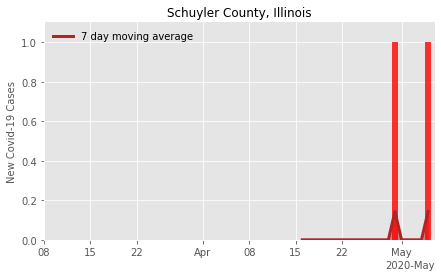 Schuyler County, Illinois
7 day moving average
New Covid-19 Cases
1.0
0.8
0.6
0.4
0.2
0.0
08 15 22 Apr 08 15 22 May
2020-May